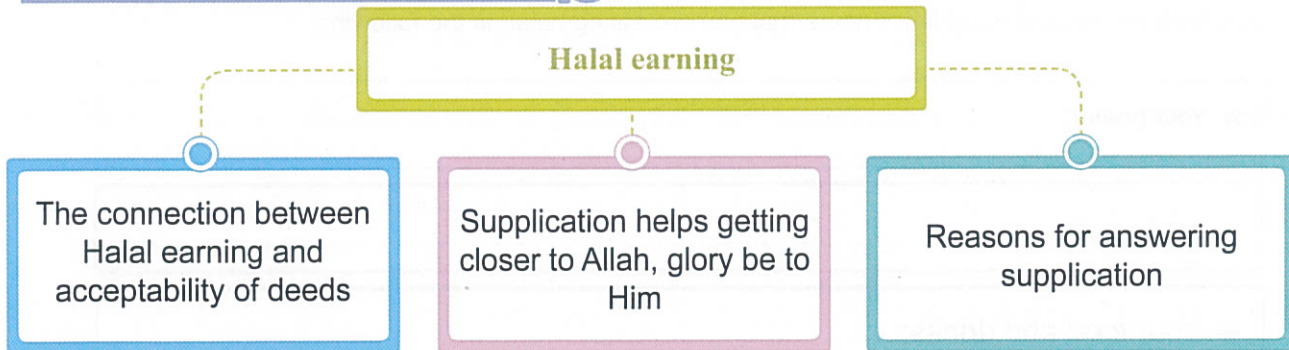 Halal earning
The connection between
Halal earning and
acceptability of deeds
Supplication helps getting
closer to Allah, glory be to
Him
Reasons for answering
supplication